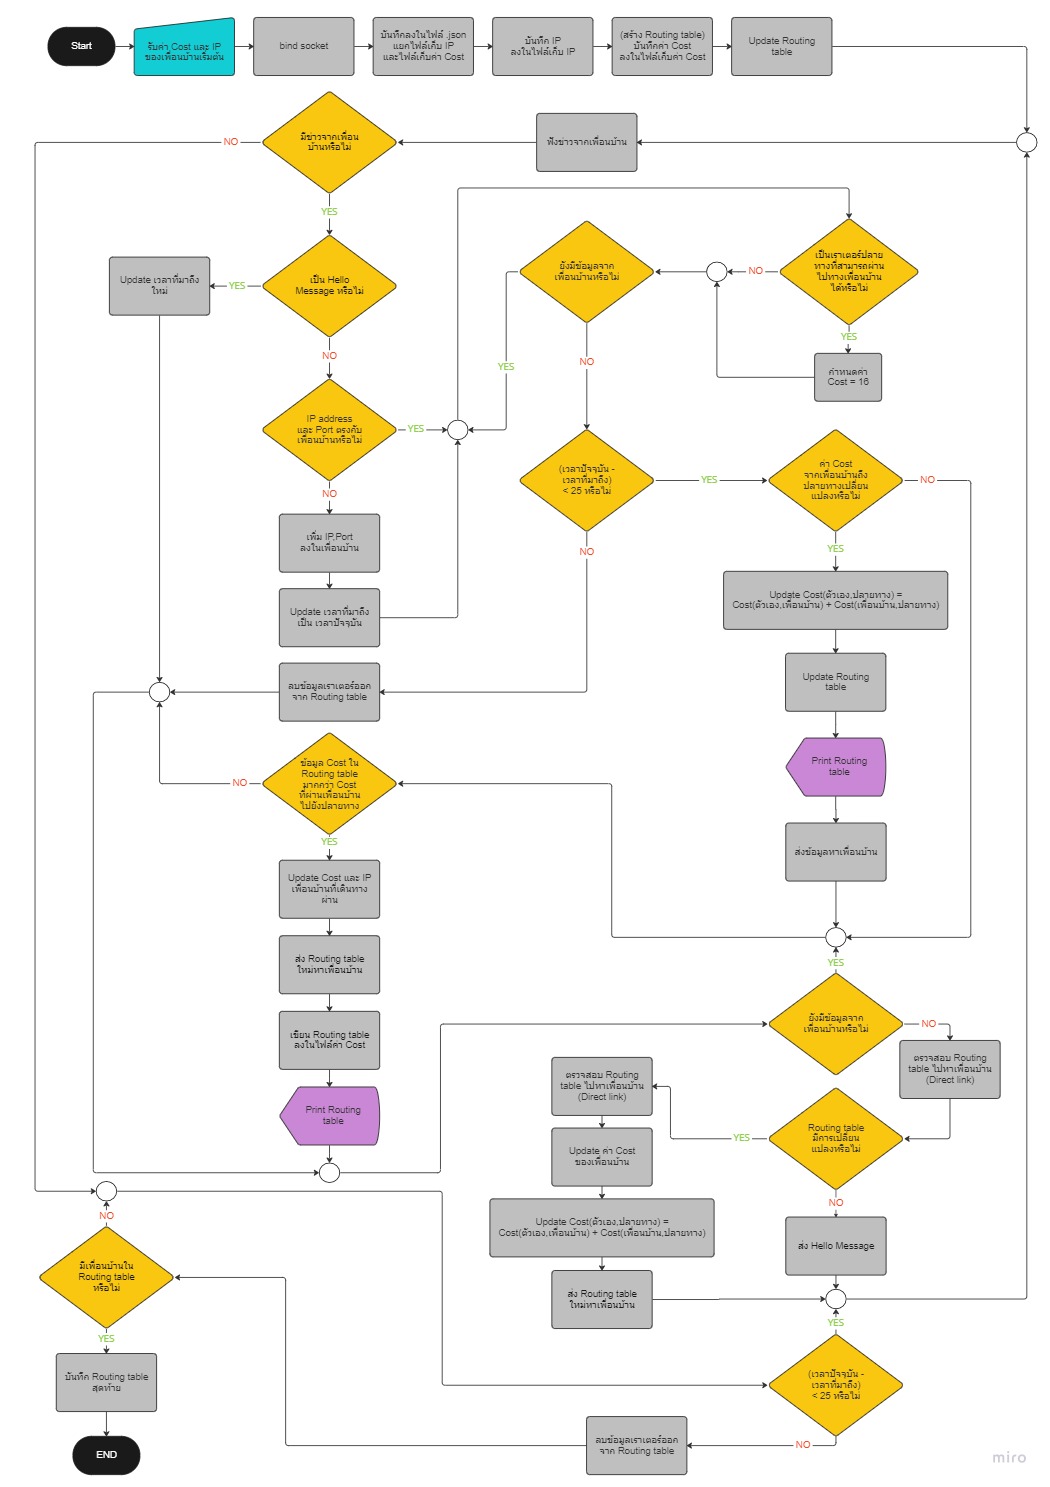 Start
รับค่า Cost และ IP
ของเพื่อนบ้านเริ่มต้น
bind socket
บันทึกลงในไฟล์ .json
แยกไฟล์เก็บ IP
และไฟล์เก็บค่า Cost
บันทึก IP
ลงในไฟล์เก็บ IP
(สร้าง Routing table)
บันทึกค่า Cost
ลงในไฟล์เก็บค่า Cost
Update Routing
table
NO
มีข่าวจากเพื่อน
บ้านหรือไม่
ฟังข่าวจากเพื่อนบ้าน
YES
Update เวลาที่มาถึง
ใหม่
YES
เป็น Hello
Message หรือไม่
ยังมีข้อมูลจาก
เพื่อนบ้านหรือไม่
NO
เป็นเราเตอร์ปลาย
ทางที่สามารถผ่าน
ไปทางเพื่อนบ้าน
ได้หรือไม่
YES
NO
YES
NO
กำหนดค่า
Cost = 16
IP address
และ Port ตรงกับ
เพื่อนบ้านหรือไม่
YES
(เวลาปัจจุบัน -
เวลาที่มาถึง)
< 25 หรือไม่
YES
ค่า Cost
จากเพื่อนบ้านถึง
ปลายทางเปลี่ยน
แปลงหรือไม่
NO
NO
เพิ่ม IP,Port
ลงในเพื่อนบ้าน
NO
YES
Update เวลาที่มาถึง
เป็น เวลาปัจจุบัน
Update Cost(ตัวเอง,ปลายทาง) =
Cost(ตัวเอง,เพื่อนบ้าน) + Cost(เพื่อนบ้าน,ปลายทาง)
ลบข้อมูลเราเตอร์ออก
จาก Routing table
Update Routing
table
NO
ข้อมูล Cost ใน
Routing table
มากกว่า Cost
ที่ผ่านเพื่อนบ้าน
ไปยังปลายทาง
Print Routing
table
YES
ส่งข้อมูลหาเพื่อนบ้าน
Update Cost และ IP
เพื่อนบ้านที่เดินทาง
ผ่าน
ส่ง Routing table
ใหม่หาเพื่อนบ้าน
YES
เขียน Routing table
ลงในไฟล์ค่า Cost
ยังมีข้อมูลจาก
เพื่อนบ้านหรือไม่
NO
ตรวจสอบ Routing
table ไปหาเพื่อนบ้าน
(Direct link)
ตรวจสอบ Routing
table ไปหาเพื่อนบ้าน
(Direct link)
Print Routing
table
YES
Routing table
มีการเปลี่ยน
แปลงหรือไม่
Update ค่า Cost
ของเพื่อนบ้าน
NO
NO
Update Cost(ตัวเอง,ปลายทาง) =
Cost(ตัวเอง,เพื่อนบ้าน) + Cost(เพื่อนบ้าน,ปลายทาง)
ส่ง Hello Message
มีเพื่อนบ้านใน
Routing table
หรือไม่
ส่ง Routing table
ใหม่หาเพื่อนบ้าน
YES
YES
บันทึก Routing table
สุดท้าย
(เวลาปัจจุบัน -
เวลาที่มาถึง)
< 25 หรือไม่
ลบข้อมูลเราเตอร์ออก
จาก Routing table
NO
END
miro